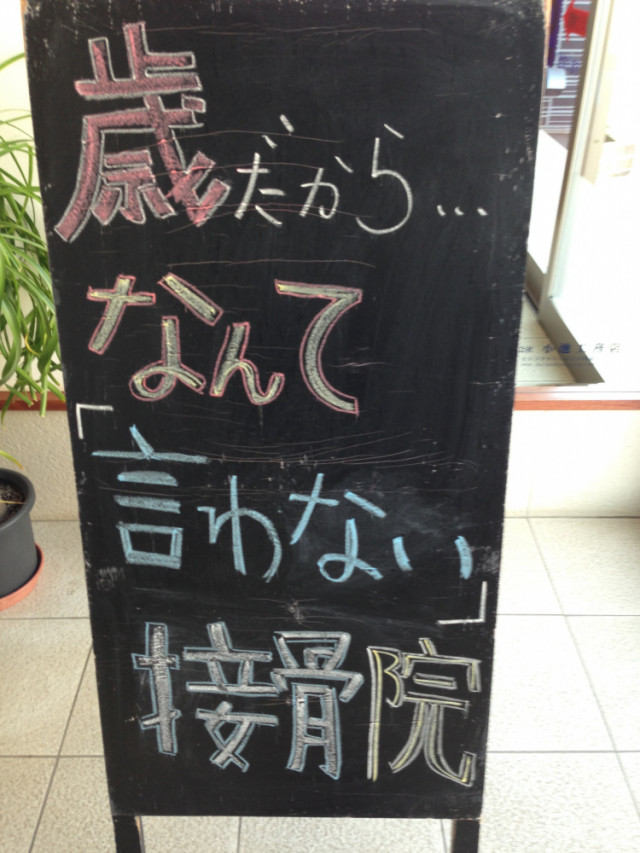 歳だから…
なんて
「言わない」
接骨院